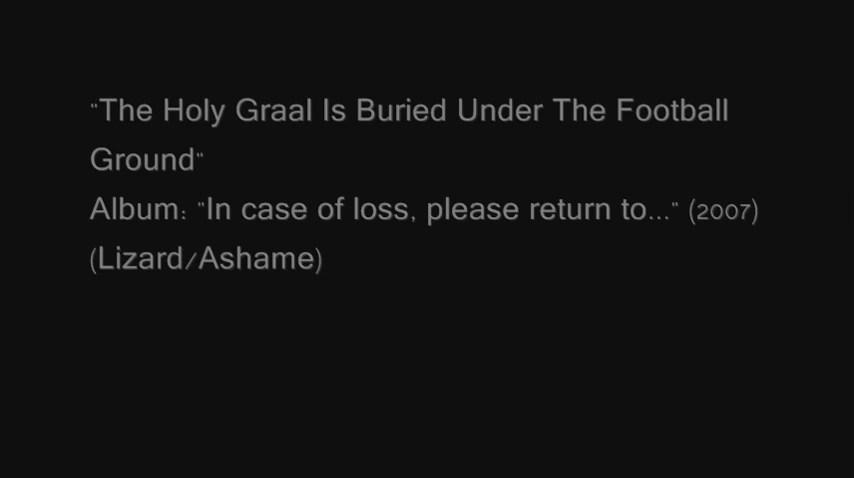 "The Holy Graal Is Buried Under The Football
Ground"
Album: "In case of loss, please return to..." (2007)
(Lizard/Ashame)